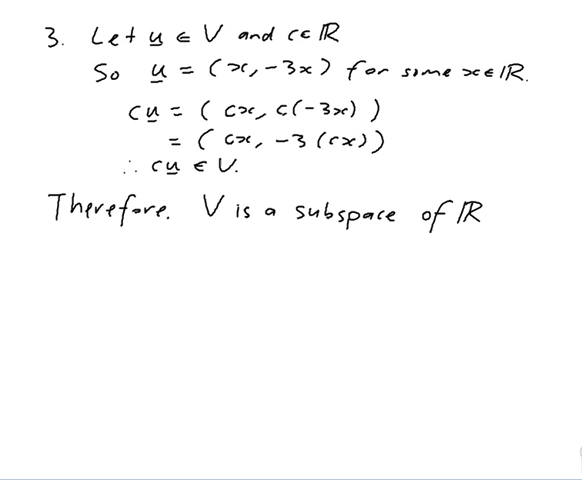 3. Let u ∈ V and c∈ℝ
So u = (x, -3x) for some x∈ℝ.
cu = ( cx, c(-3x) )
= ( cx, -3 (cx))
∴ cu ∈ V.
Therefore. V is a subspace of ℝ